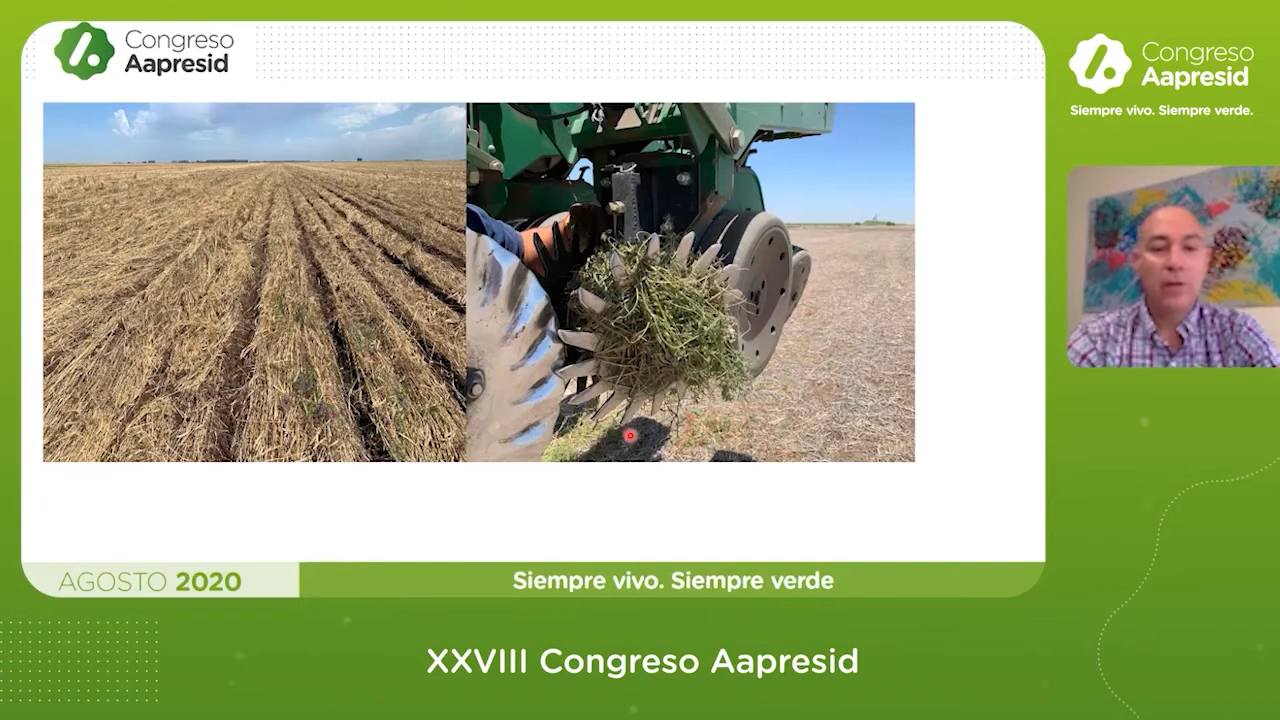 Congreso
Aapresid
Congreso
Aapresid
Siempre vivo. Siempre verde.
AGOSTO 2020
Siempre vivo. Siempre verde
XXVIII Congreso Aapresid